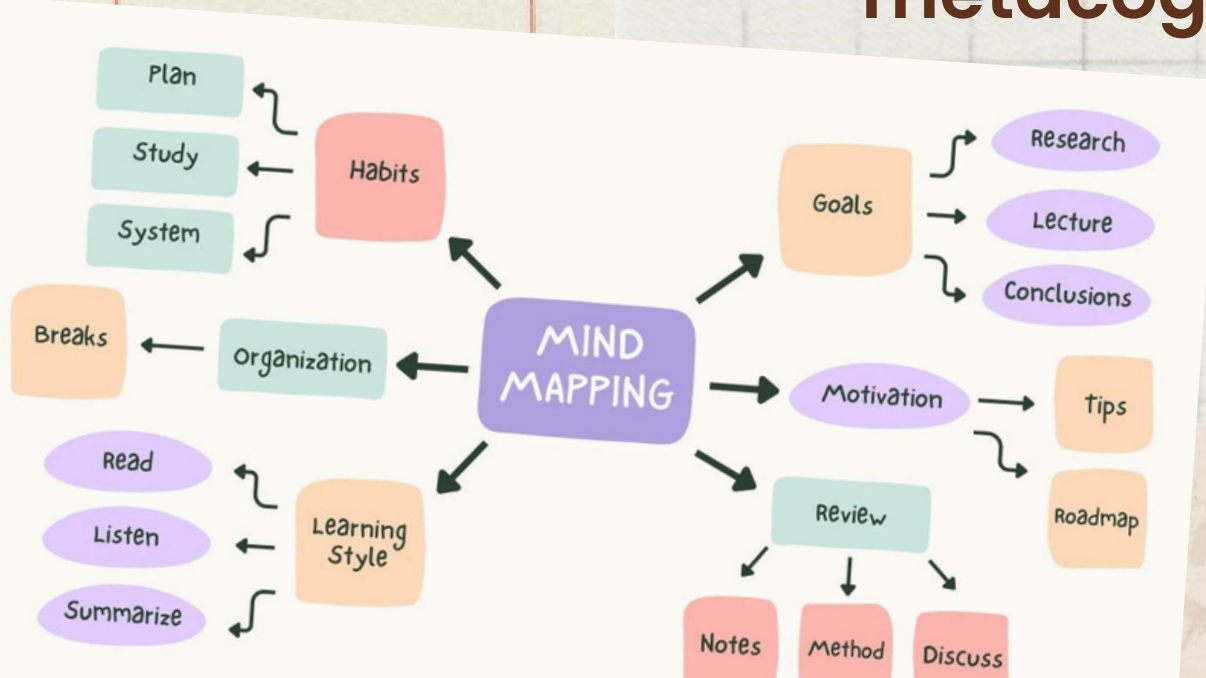 metacog
Plan
Study
System
Habits
Breaks
Organization
Read
Listen
Summarize
Learning
Style
MIND
MAPPING
Goals
Research
Lecture
Conclusions
Motivation
Tips
Roadmap
Review
Notes
Method
Discuss